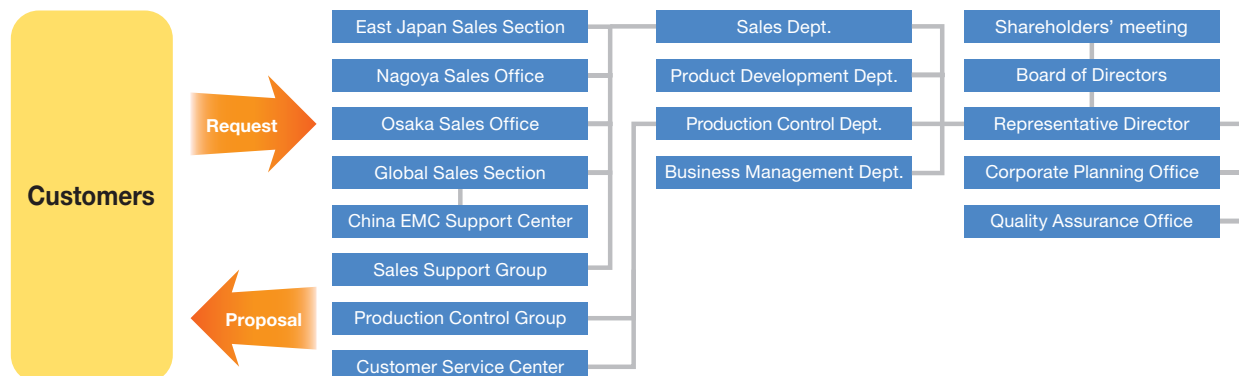 Customers
Request
Proposal
East Japan Sales Section
Nagoya Sales Office
Osaka Sales Office
Global Sales Section
China EMC Support Center
Sales Support Group
Production Control Group
Customer Service Center
Sales Dept.
Product Development Dept.
Production Control Dept.
Business Management Dept.
Shareholders’ meeting
Board of Directors
Representative Director
Corporate Planning Office
Quality Assurance Office